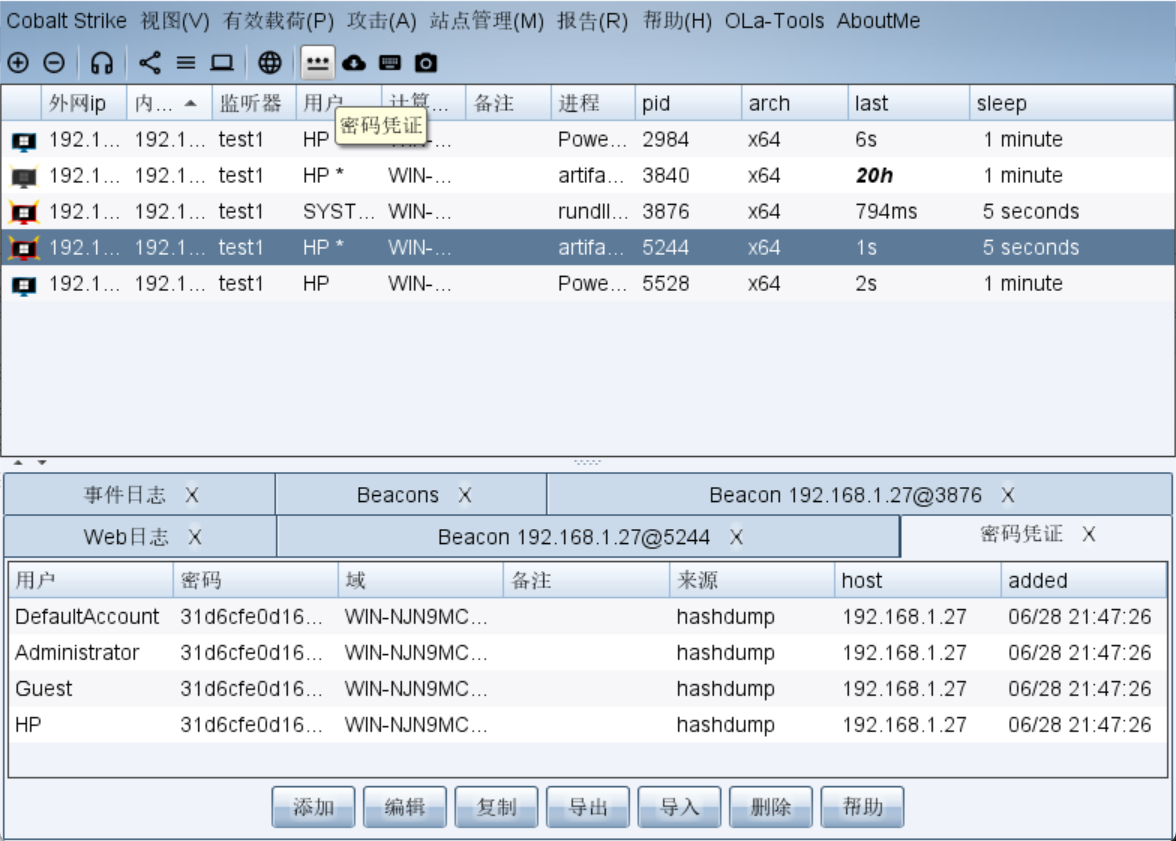 Cobalt Strike 视图(V) 有效载荷(P) 攻击(A) 站点管理(M) 报告(R) 帮助(H) OLa-Tools AboutMe
外网ip 内... 监听器 用户 计算... 备注 进程 pid arch last sleep
密码凭证
192.1... 192.1... test1 HP Powe... 2984 x64 6s 1 minute
192.1... 192.1... test1 HP * WIN-... artifa... 3840 x64 20h 1 minute
192.1... 192.1... test1 SYST... WIN-... rundll... 3876 x64 794ms 5 seconds
192.1... 192.1... test1 HP * WIN-... artifa... 5244 x64 1s 5 seconds
192.1... 192.1... test1 HP WIN-... Powe... 5528 x64 2s 1 minute
事件日志 X Beacons X Beacon 192.168.1.27@3876 X
Web日志 X Beacon 192.168.1.27@5244 X 密码凭证 X
用户 密码 域 备注 来源 host added
DefaultAccount 31d6cfe0d16... WIN-NJN9MC... hashdump 192.168.1.27 06/28 21:47:26
Administrator 31d6cfe0d16... WIN-NJN9MC... hashdump 192.168.1.27 06/28 21:47:26
Guest 31d6cfe0d16... WIN-NJN9MC... hashdump 192.168.1.27 06/28 21:47:26
HP 31d6cfe0d16... WIN-NJN9MC... hashdump 192.168.1.27 06/28 21:47:26
添加 编辑 复制 导出 导入 删除 帮助